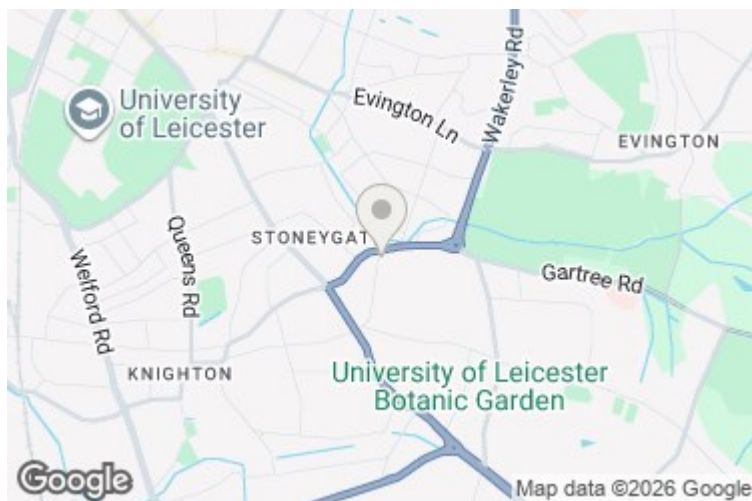 University
of Leicester
Evington Ln
Wakerley Rd
EVINGTON
Queens Rd
STONEYGAT
Welford Rd
Gartree Rd
KNIGHTON
University of Leicester
Botanic Garden
Google
Map data ©2026 Google